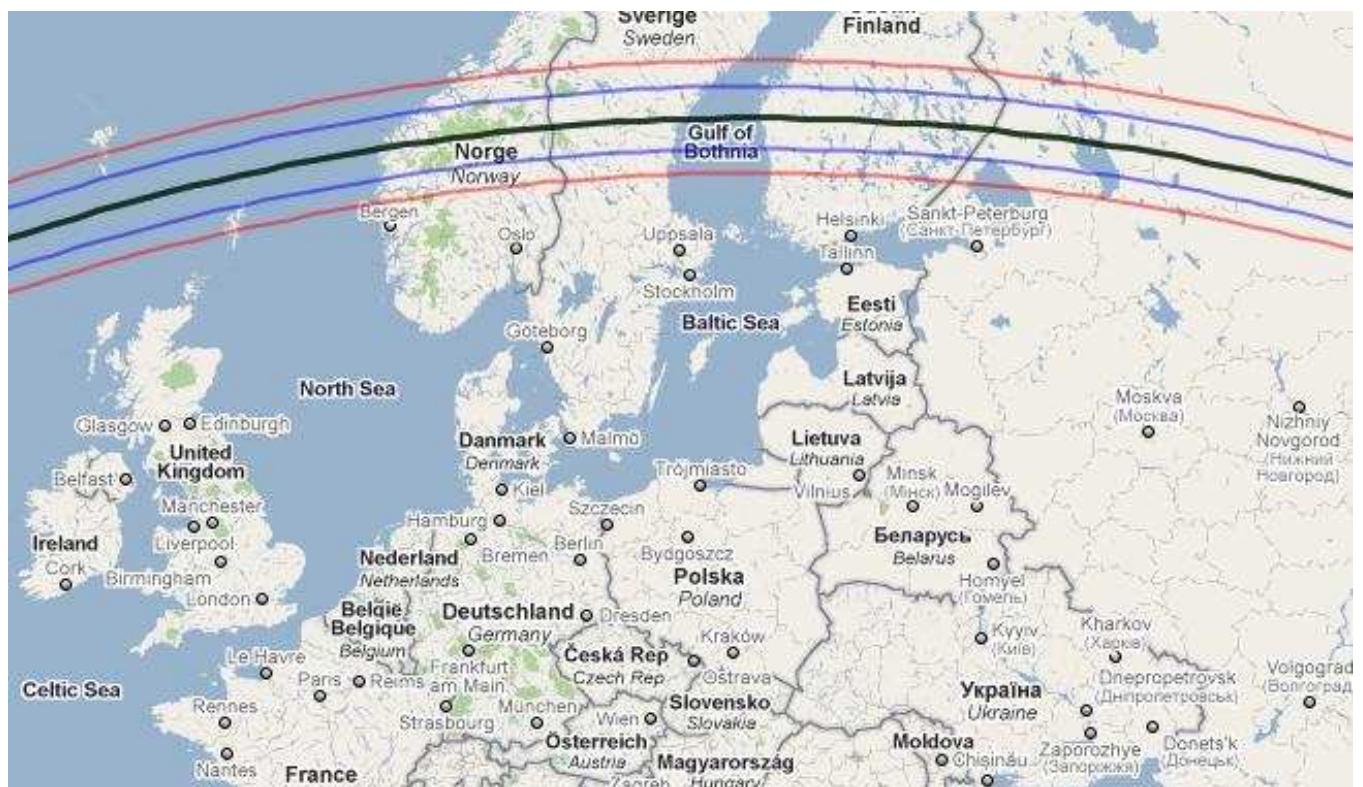 Sverige
Sweden
Suomi
Finland
Gulf of
Bothnia
Norge
Norway
Bergen
Oslo
Uppsala
Stockholm
Helsinki
Tallinn
Sankt-Peterburg
(Санкт-Петербург)
Eesti
Estonia
Baltic Sea
Göteborg
North Sea
Latvija
Latvia
Moskva
(Москва)
Nizhniy
Novgorod
(Нижний
Новгород)
Glasgow
Edinburgh
United
Kingdom
Belfast
Danmark
Denmark
Malmö
Lietuva
Lithuania
Vilnius
Minsk
(Мінск)
Mogilev
Trójmiasto
Kiel
Manchester
Liverpool
Ireland
Cork
Birmingham
London
Hamburg
Bremen
Szczecin
Berlin
Bydgoszcz
Беларусь
Belarus
Nederland
Netherlands
Polska
Poland
Homyel
(Гомель)
België
Belgique
Belgium
Deutschland
Germany
Dresden
Kraków
Kyyiv
(Київ)
Kharkov
(Харків)
Le Havre
Paris
Reims
Frankfurt
am Main
Česká Rep
Czech Rep
Ostrava
Celtic Sea
Rennes
Strasbourg
München
Wien
Slovensko
Slovakia
Україна
Ukraine
Dnepropetrovsk
(Дніпропетровськ)
Volgograd
(Волгоград)
Nantes
France
Österreich
Austria
Magyarország
Hungary
Zagreb
Moldova
Chişinău
Zaporozhye
(Запоріжжя)
Donets'k
(Донецьк)